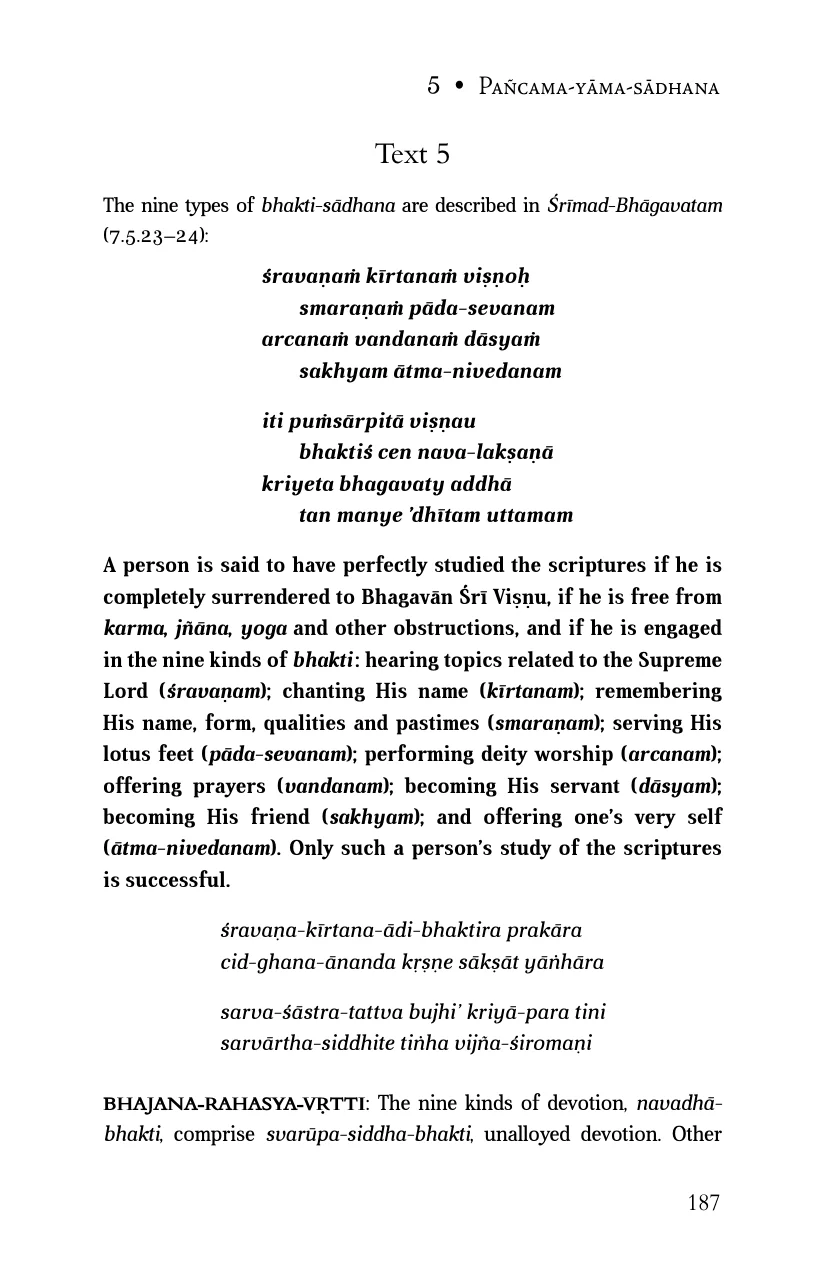 5 • Pañcama-yāma-sādhana
Text 5
The nine types of bhakti-sādhana are described in Śrīmad-Bhāgavatam
(7.5.23–24):
śravaṇaṁ kīrtanaṁ viṣṇoḥ
smaraṇaṁ pāda-sevanam
arcanaṁ vandanaṁ dāsyaṁ
sakhyam ātma-nivedanam
iti puṁsārpitā viṣṇau
bhaktiś cen nava-lakṣaṇā
kriyeta bhagavaty addhā
tan manye ’dhītam uttamam
A person is said to have perfectly studied the scriptures if he is
completely surrendered to Bhagavān Śrī Viṣṇu, if he is free from
karma, jñāna, yoga and other obstructions, and if he is engaged
in the nine kinds of bhakti: hearing topics related to the Supreme
Lord (śravaṇam); chanting His name (kīrtanam); remembering
His name, form, qualities and pastimes (smaraṇam); serving His
lotus feet (pāda-sevanam); performing deity worship (arcanam);
offering prayers (vandanam); becoming His servant (dāsyam);
becoming His friend (sakhyam); and offering one’s very self
(ātma-nivedanam). Only such a person’s study of the scriptures
is successful.
śravaṇa-kīrtana-ādi-bhaktira prakāra
cid-ghana-ānanda kṛṣṇe sākṣāt yāṅhāra
sarva-śāstra-tattva bujhi’ kriyā-para tini
sarvārtha-siddhite tiṅha vijña-śiromaṇi
BHAJANA-RAHASYA-VṚTTI: The nine kinds of devotion, navadhā-
bhakti, comprise svarūpa-siddha-bhakti, unalloyed devotion. Other
187